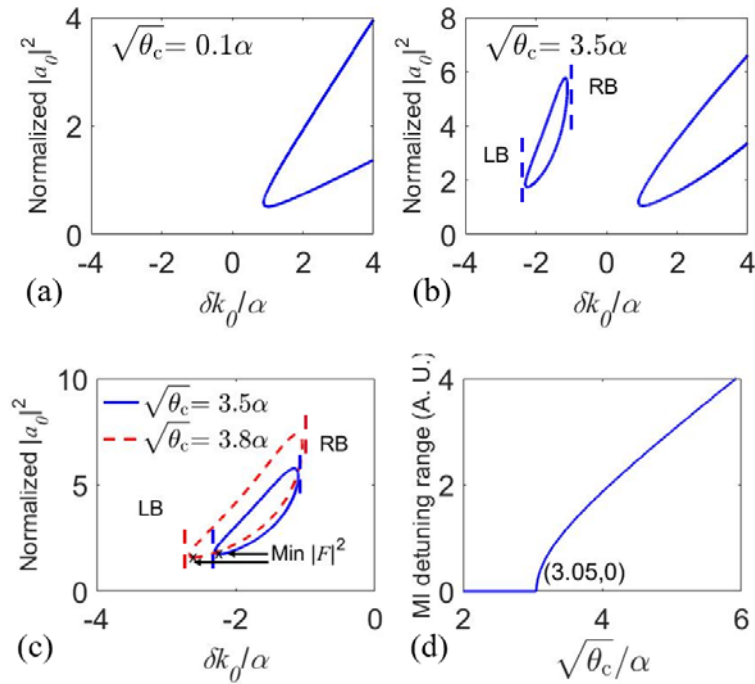 √θc = 0.1α
Normalized |a0|²
4
2
0
-4 -2 0 2 4
(a)
δk0/α
√θc = 3.5α
Normalized |a0|²
8
6
4
2
0
RB
LB
-4 -2 0 2 4
(b)
δk0/α
Normalized |a0|²
10
5
0
√θc = 3.5α
√θc = 3.8α
RB
LB
Min |F|²
-4 -2 0
(c)
δk0/α
MI detuning range (A. U.)
4
2
0
(3.05,0)
2 4 6
(d)
√θc/α